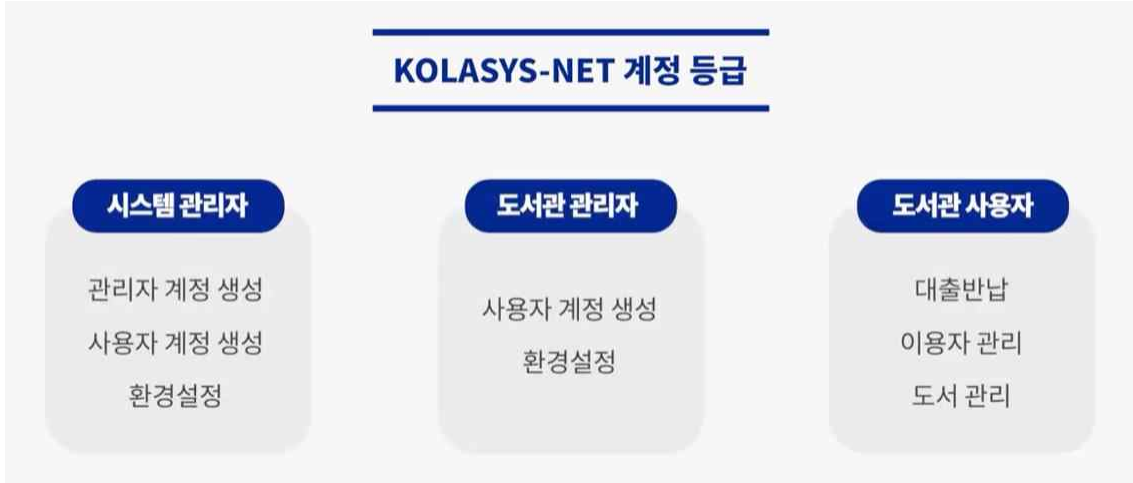 KOLASYS-NET 계정 등급
시스템 관리자
관리자 계정 생성
사용자 계정 생성
환경설정
도서관 관리자
사용자 계정 생성
환경설정
도서관 사용자
대출반납
이용자 관리
도서 관리